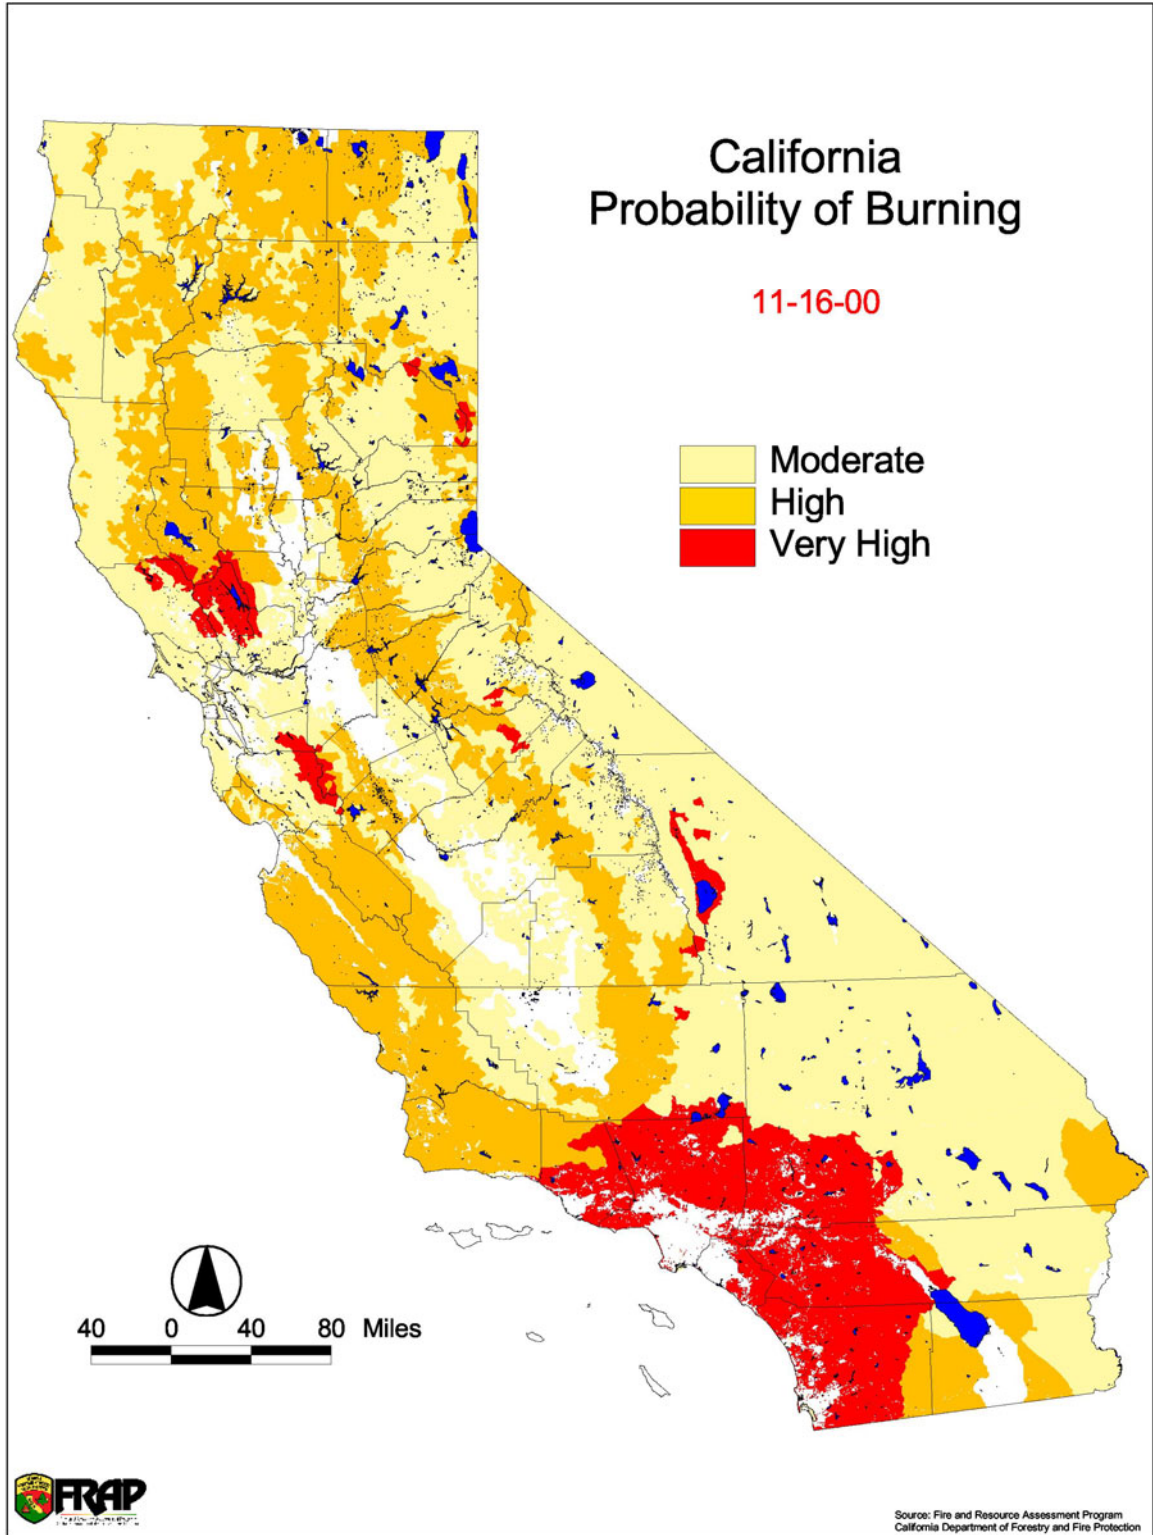 California
Probability of Burning
11-16-00
Moderate
High
Very High
40 0 40 80 Miles
FRAP
Source: Fire and Resource Assessment Program
California Department of Forestry and Fire Protection